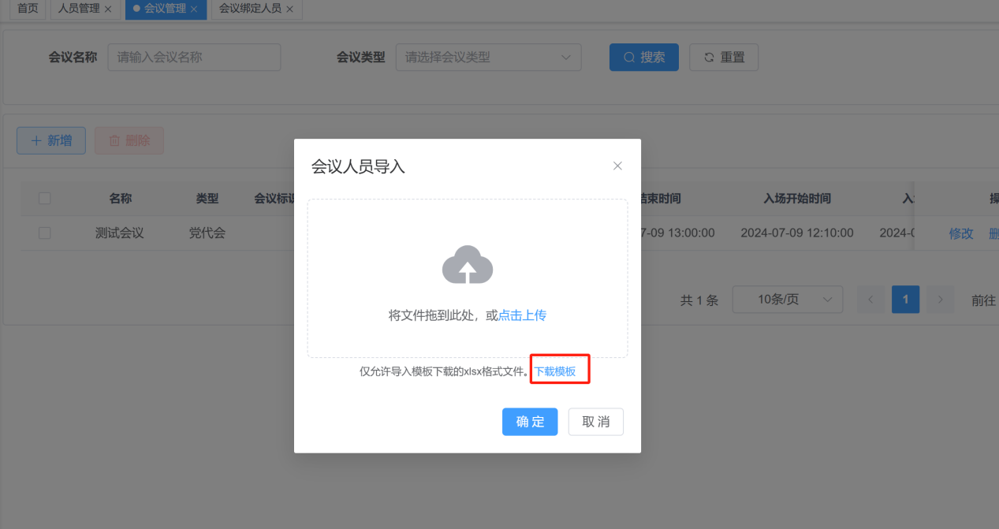 首页 人员管理 会议管理 会议绑定人员
会议名称 请输入会议名称 会议类型 请选择会议类型 搜索 重置
新增 删除
会议人员导入
名称 类型 会议标识 结束时间 入场开始时间 入
测试会议 党代会 7-09 13:00:00 2024-07-09 12:10:00 2024-0 修改
共 1 条 10条/页 1 前往
将文件拖到此处，或点击上传
仅允许导入模板下载的xlsx格式文件。下载模板
确 定 取 消